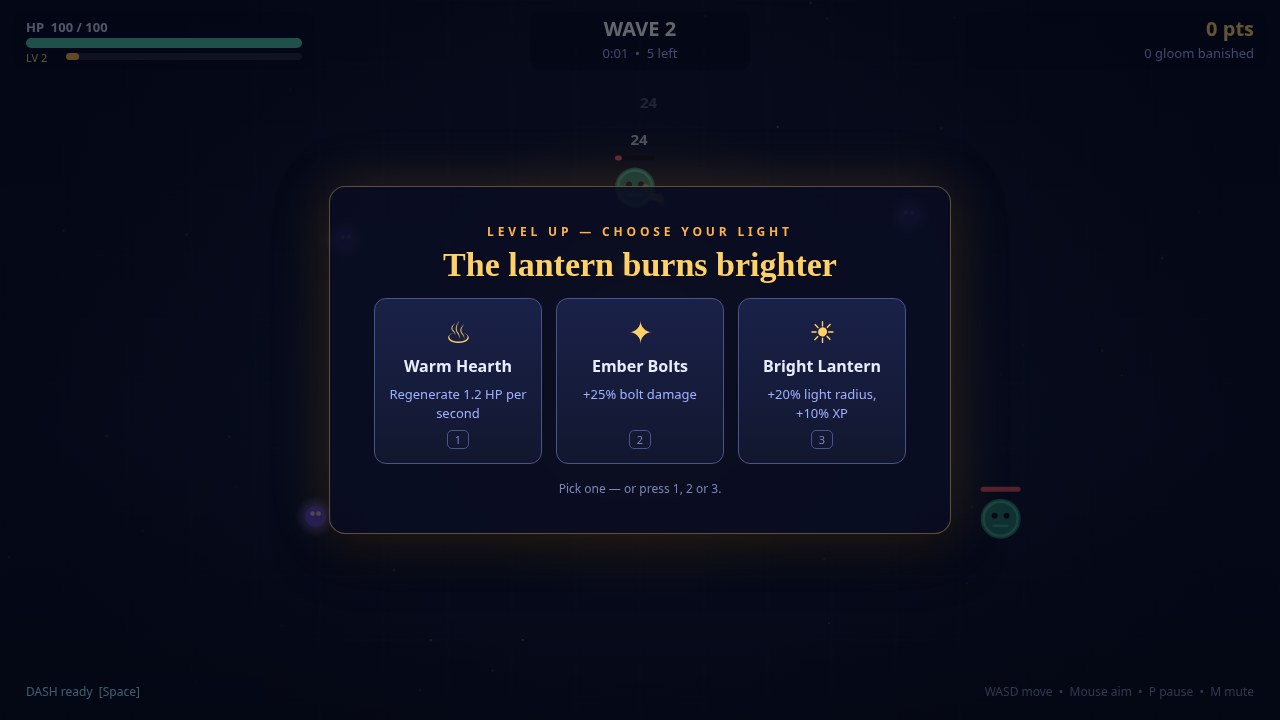 HP 100 / 100
LV 2
WAVE 2
0:01 • 5 left
0 pts
0 gloom banished
24
24
LEVEL UP — CHOOSE YOUR LIGHT
The lantern burns brighter
Warm Hearth
Regenerate 1.2 HP per
second
1
Ember Bolts
+25% bolt damage
2
Bright Lantern
+20% light radius,
+10% XP
3
Pick one — or press 1, 2 or 3.
DASH ready [Space]
WASD move • Mouse aim • P pause • M mute